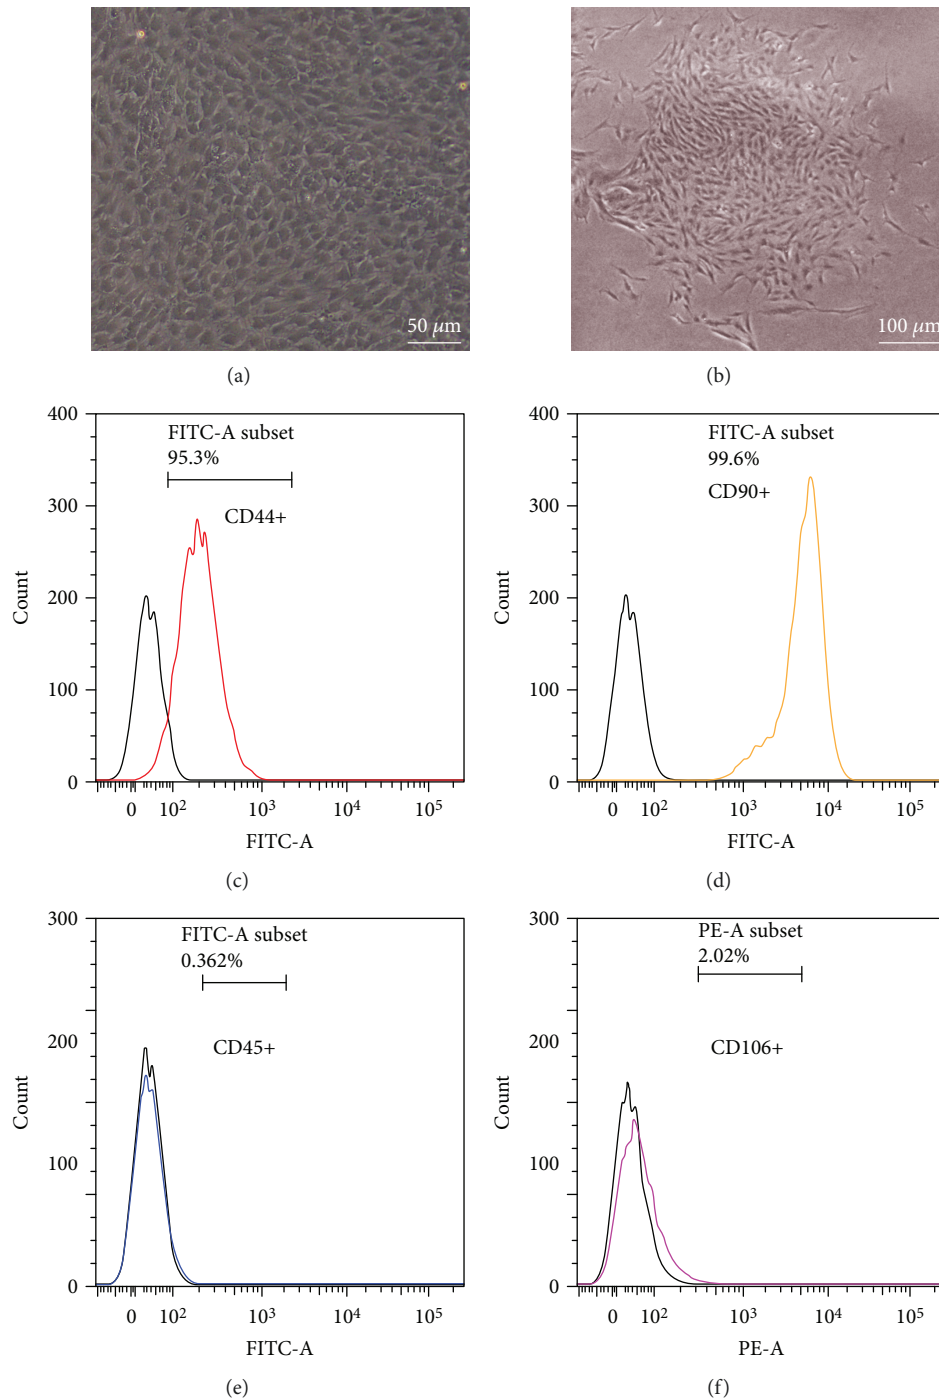 50 μm
100 μm
(a)
(b)
400
300
200
100
0
Count
FITC-A subset
95.3%
CD44+
0 10² 10³ 10⁴ 10⁵
FITC-A
(c)
400
300
200
100
0
Count
FITC-A subset
99.6%
CD90+
0 10² 10³ 10⁴ 10⁵
FITC-A
(d)
300
200
100
0
Count
FITC-A subset
0.362%
CD45+
0 10² 10³ 10⁴ 10⁵
FITC-A
(e)
300
200
100
0
Count
PE-A subset
2.02%
CD106+
0 10² 10³ 10⁴ 10⁵
PE-A
(f)